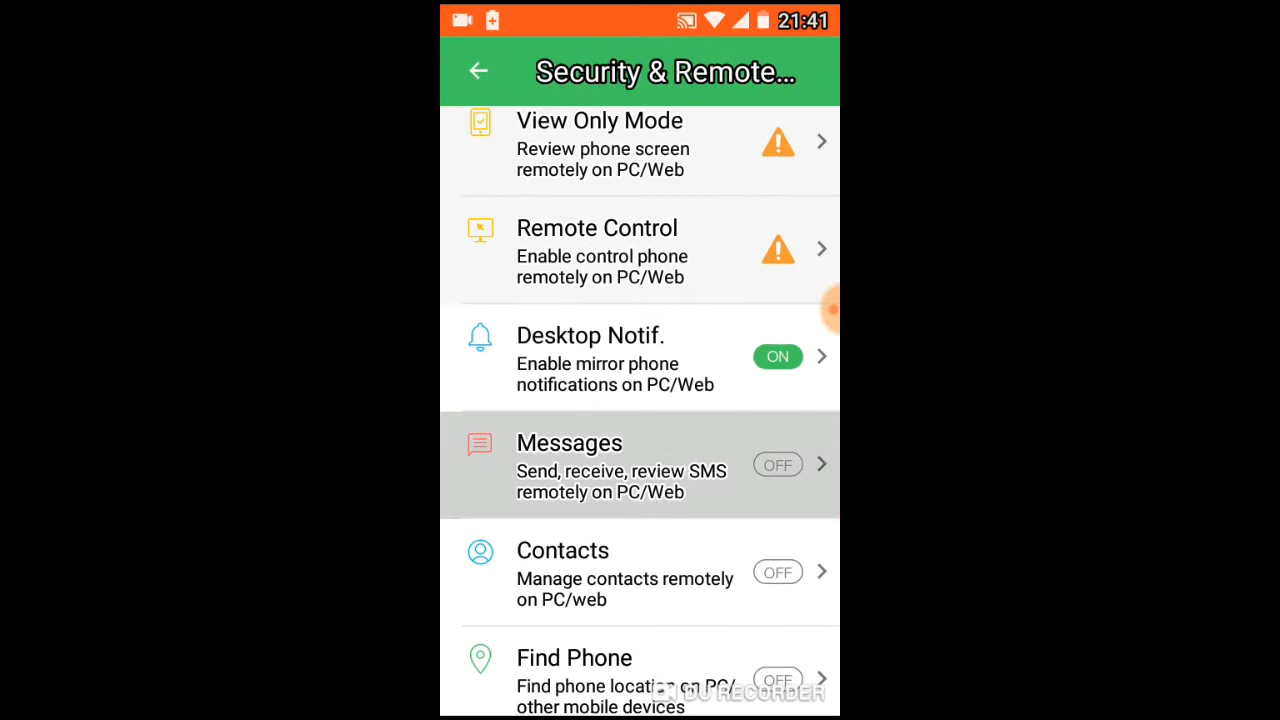 21:41
Security & Remote...
View Only Mode
Review phone screen
remotely on PC/Web
Remote Control
Enable control phone
remotely on PC/Web
Desktop Notif.
Enable mirror phone
notifications on PC/Web
ON
Messages
Send, receive, review SMS
remotely on PC/Web
OFF
Contacts
Manage contacts remotely
on PC/web
OFF
Find Phone
Find phone location on PC/
other mobile devices
OFF
DU RECORDER